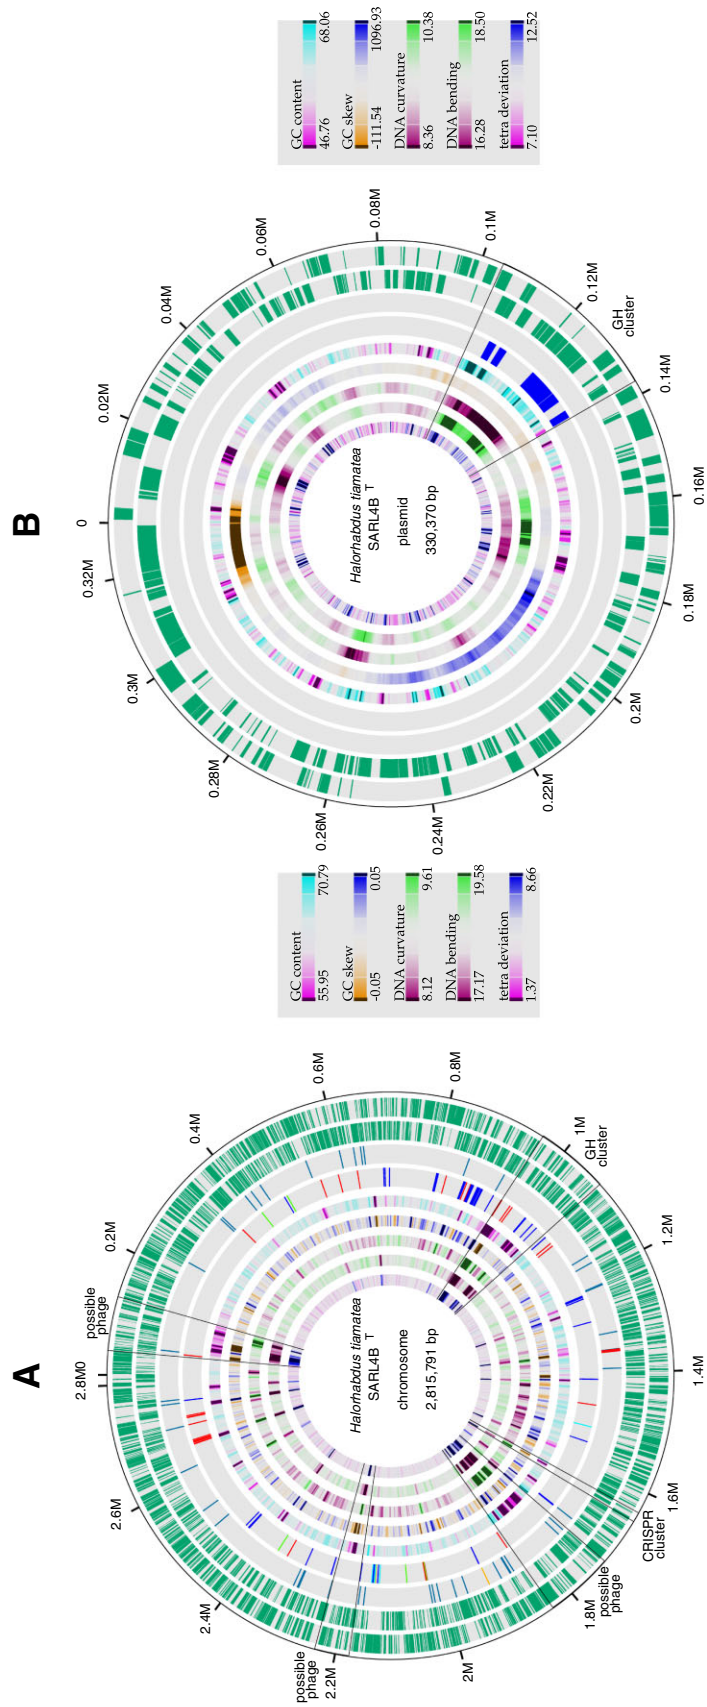 A
possible
phage
2.8M0
0.2M
0.4M
0.6M
0.8M
1M
GH
cluster
1.2M
1.4M
1.6M
CRISPR
cluster
possible
phage
1.8M
2M
2.2M
possible
phage
2.4M
2.6M
Halorhabdus tiamatea
SARL4B T
chromosome
2,815,791 bp
GC content
55.95 70.79
GC skew
-0.05 0.05
DNA curvature
8.12 9.61
DNA bending
17.17 19.58
tetra deviation
1.37 8.66
B
0
0.02M
0.04M
0.06M
0.08M
0.1M
0.12M
GH
cluster
0.14M
0.16M
0.18M
0.2M
0.22M
0.24M
0.26M
0.28M
0.3M
0.32M
Halorhabdus tiamatea
SARL4B T
plasmid
330,370 bp
GC content
46.76 68.06
GC skew
-111.54 1096.93
DNA curvature
8.36 10.38
DNA bending
16.28 18.50
tetra deviation
7.10 12.52